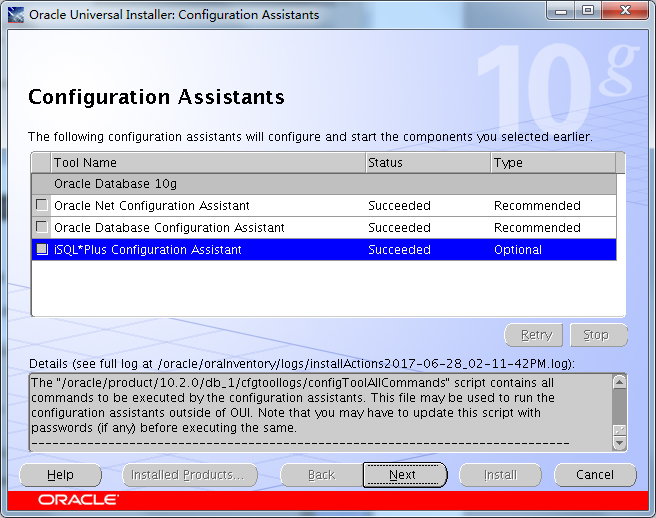 Oracle Universal Installer: Configuration Assistants
10g
Configuration Assistants
The following configuration assistants will configure and start the components you selected earlier.
Tool Name Status Type
Oracle Database 10g
Oracle Net Configuration Assistant Succeeded Recommended
Oracle Database Configuration Assistant Succeeded Recommended
iSQL*Plus Configuration Assistant Succeeded Optional
Retry Stop
Details (see full log at /oracle/oraInventory/logs/installActions2017-06-28_02-11-42PM.log):
The "/oracle/product/10.2.0/db_1/cfgtoollogs/configToolAllCommands" script contains all
commands to be executed by the configuration assistants. This file may be used to run the
configuration assistants outside of OUI. Note that you may have to update this script with
passwords (if any) before executing the same.
-----------------------------------------------------------------------------
Help Installed Products... Back Next Install Cancel
ORACLE